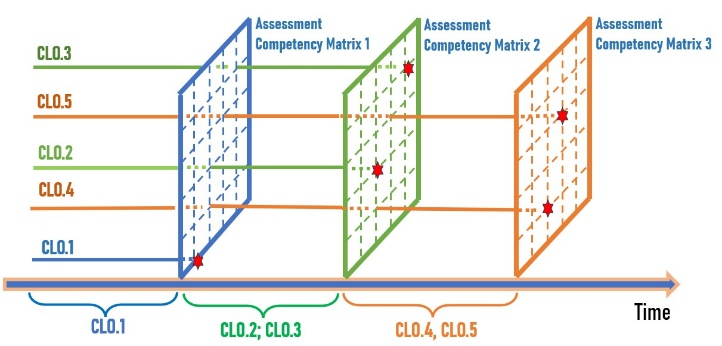 Assessment
Competency Matrix 1
Assessment
Competency Matrix 2
Assessment
Competency Matrix 3
CLO.3
CLO.5
CLO.2
CLO.4
CLO.1
Time
CLO.1
CLO.2; CLO.3
CLO.4, CLO.5